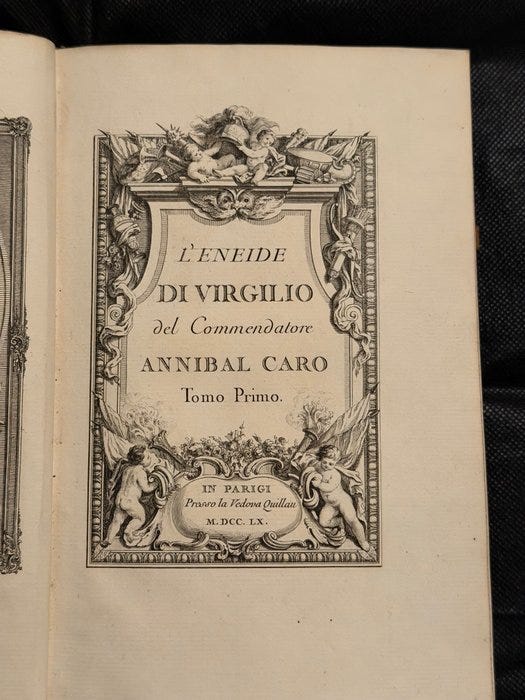 L'ENEIDE
DI VIRGILIO
del Commendatore
ANNIBAL CARO
Tomo Primo.
IN PARIGI
Presso la Vedova Quillau
M. DCC. LX.